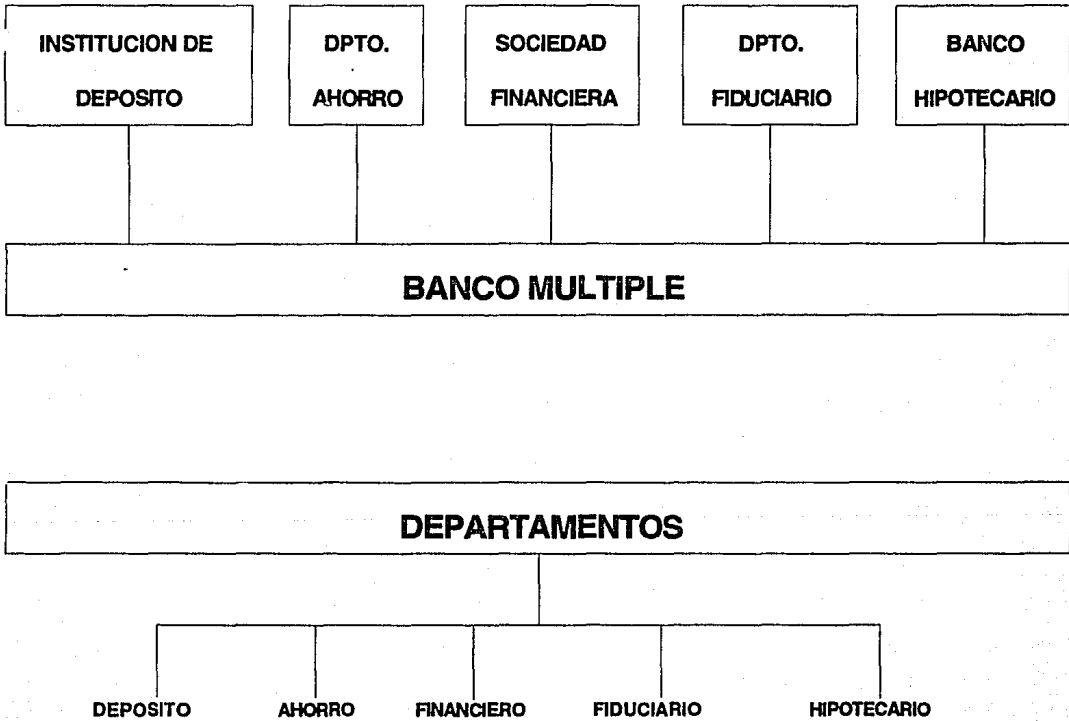 INSTITUCION DE
DEPOSITO
DPTO.
AHORRO
SOCIEDAD
FINANCIERA
DPTO.
FIDUCIARIO
BANCO
HIPOTECARIO
BANCO MULTIPLE
DEPARTAMENTOS
DEPOSITO
AHORRO
FINANCIERO
FIDUCIARIO
HIPOTECARIO